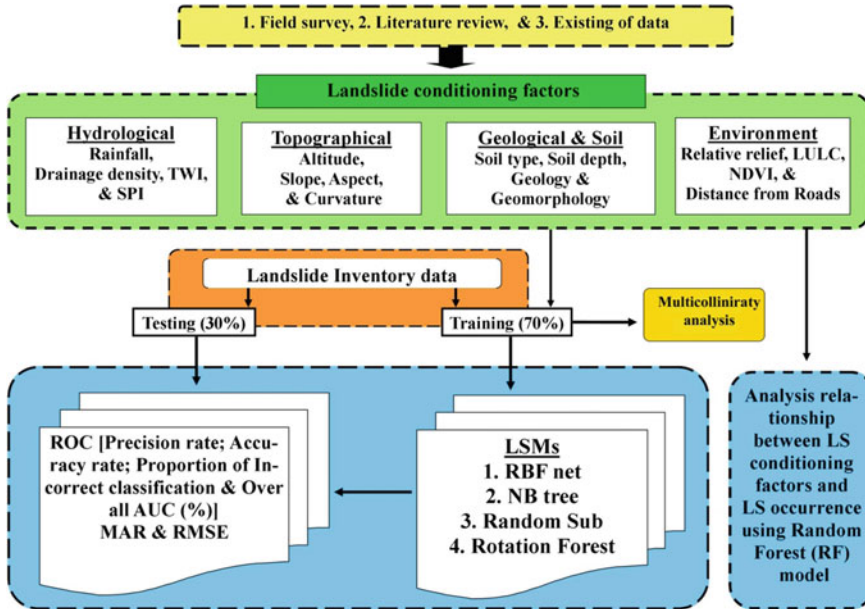 1. Field survey, 2. Literature review, & 3. Existing of data
Landslide conditioning factors
Hydrological
Rainfall,
Drainage density, TWI,
& SPI
Topographical
Altitude,
Slope, Aspect,
& Curvature
Geological & Soil
Soil type, Soil depth,
Geology &
Geomorphology
Environment
Relative relief, LULC,
NDVI, &
Distance from Roads
Landslide Inventory data
Testing (30%)
Training (70%)
Multicolliniraty
analysis
ROC [Precision rate; Accu-
racy rate; Proportion of In-
correct classification & Over
all AUC (%)]
MAR & RMSE
LSMs
1. RBF net
2. NB tree
3. Random Sub
4. Rotation Forest
Analysis rela-
tionship
between LS
conditioning
factors and
LS occurrence
using Random
Forest (RF)
model